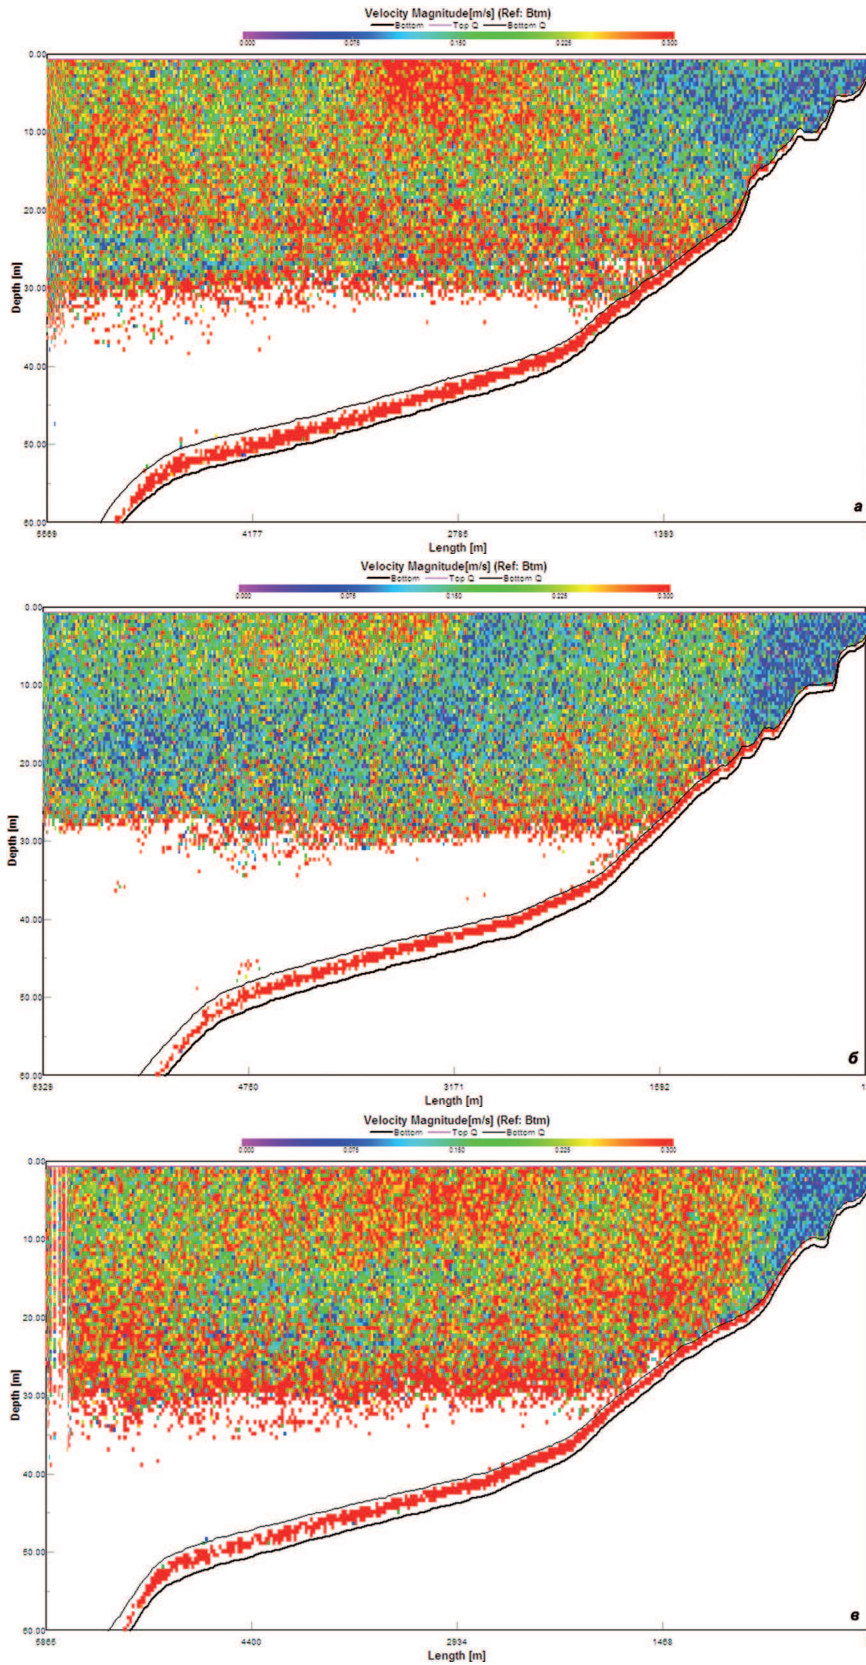 Velocity Magnitude[m/s] (Ref: Btm)
Bottom Top Q Bottom Q
0.000 0.075 0.150 0.225 0.300
0.00
10.00
20.00
30.00
40.00
50.00
60.00
Depth [m]
5569 4177 2785 1393
Length [m]
а
Velocity Magnitude[m/s] (Ref: Btm)
Bottom Top Q Bottom Q
0.000 0.075 0.150 0.225 0.300
0.00
10.00
20.00
30.00
40.00
50.00
60.00
Depth [m]
6329 4750 3171 1592 1
Length [m]
б
Velocity Magnitude[m/s] (Ref: Btm)
Bottom Top Q Bottom Q
0.000 0.075 0.150 0.225 0.300
0.00
10.00
20.00
30.00
40.00
50.00
60.00
Depth [m]
5865 4400 2934 1468
Length [m]
в